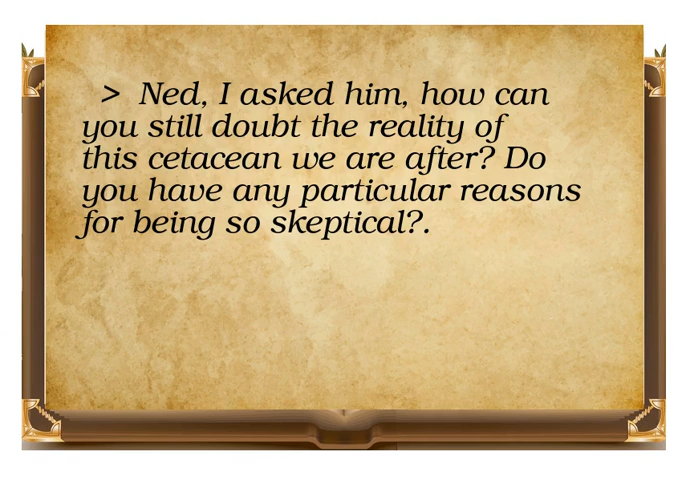 > Ned, I asked him, how can
you still doubt the reality of
this cetacean we are after? Do
you have any particular reasons
for being so skeptical?.